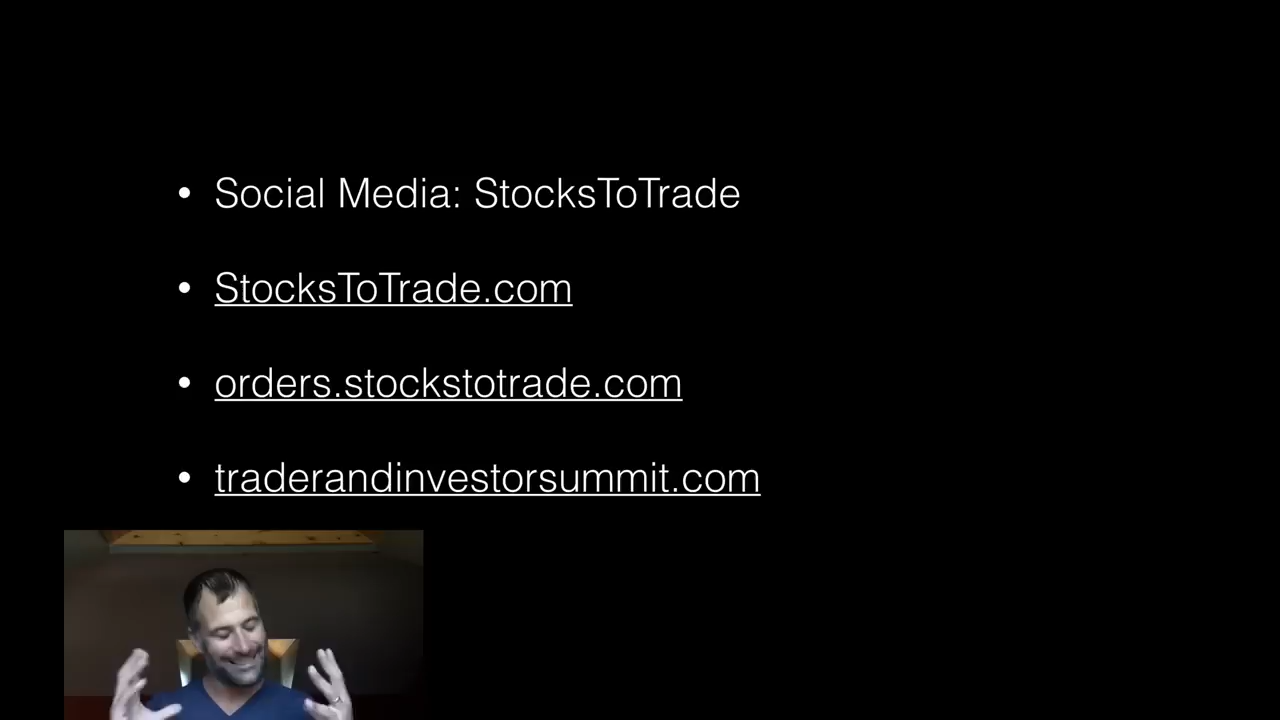 • Social Media: StocksToTrade
• StocksToTrade.com
• orders.stockstotrade.com
• traderandinvestorsummit.com